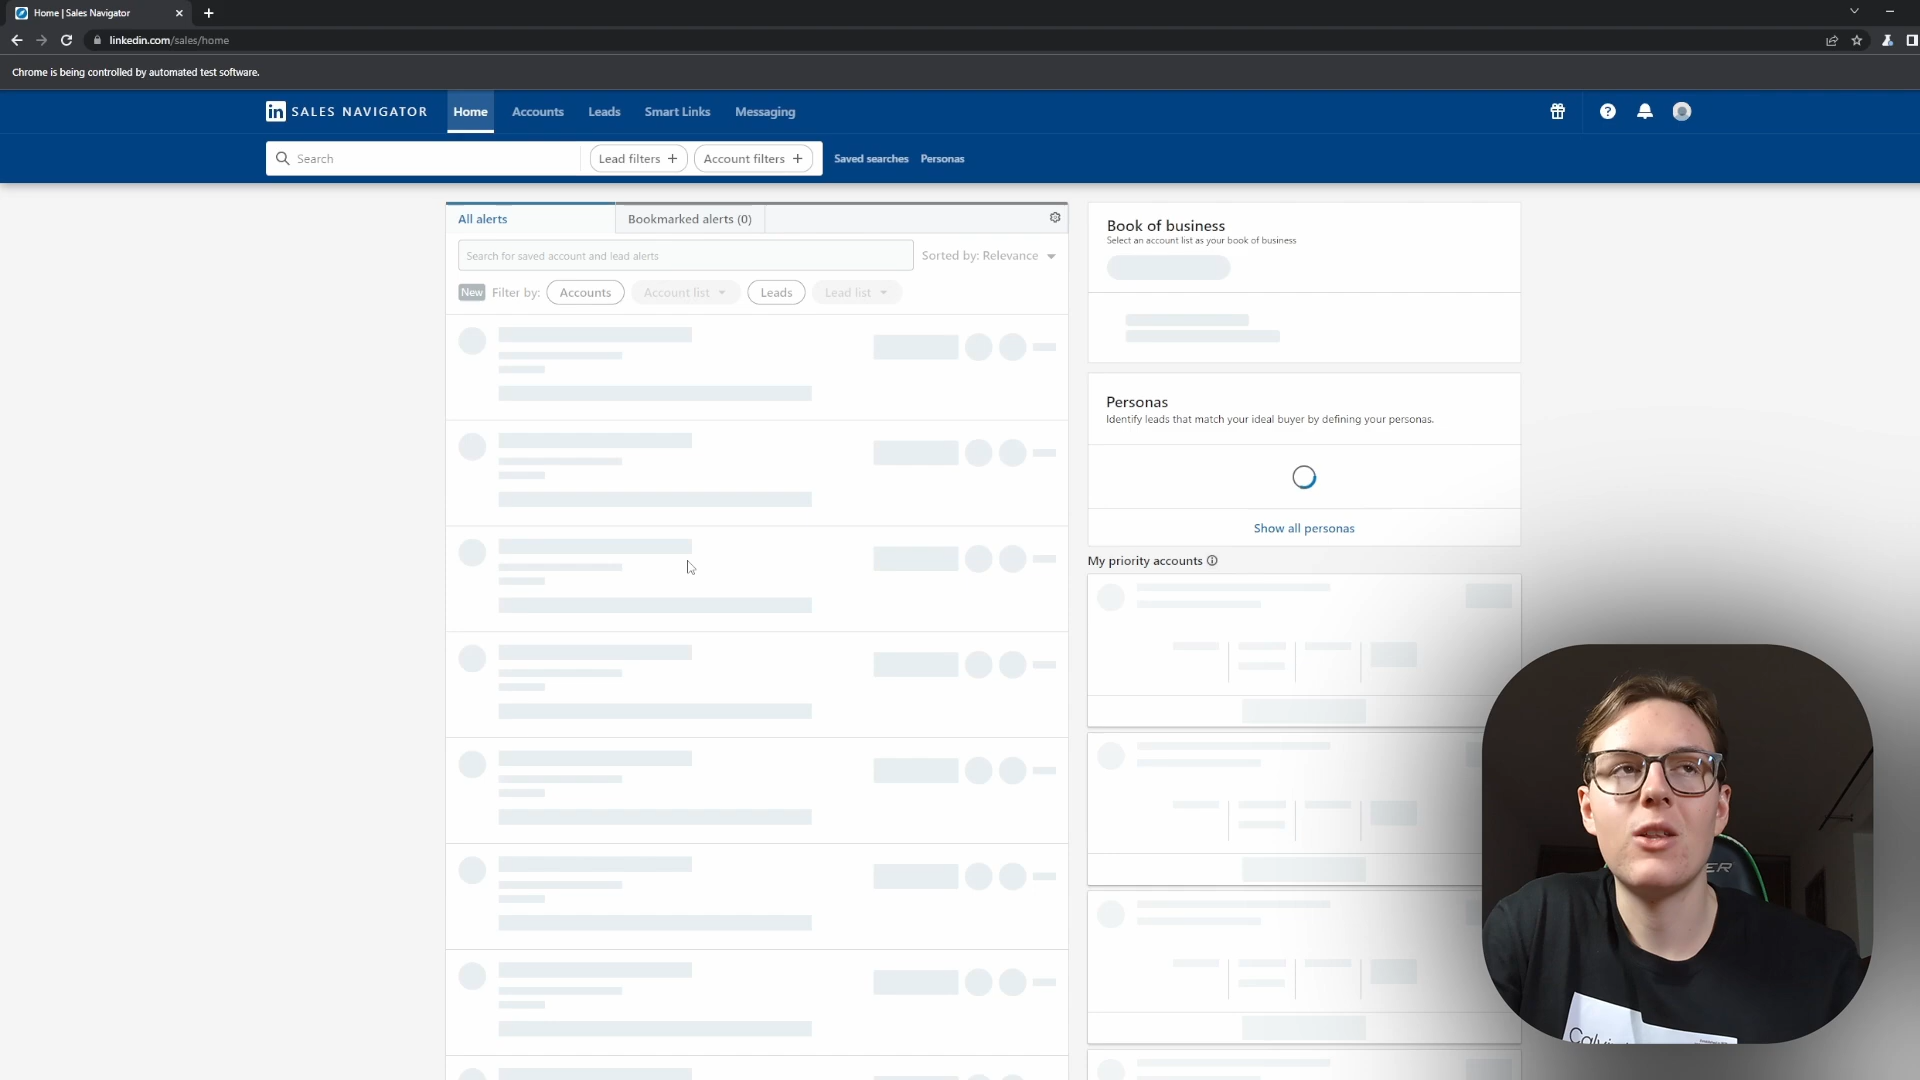 Home | Sales Navigator
linkedin.com/sales/home
Chrome is being controlled by automated test software.
in SALES NAVIGATOR
Home
Accounts
Leads
Smart Links
Messaging
Search
Lead filters +
Account filters +
Saved searches
Personas
All alerts
Bookmarked alerts (0)
Search for saved account and lead alerts
Sorted by: Relevance
New
Filter by:
Accounts
Account list
Leads
Lead list
Book of business
Select an account list as your book of business
Personas
Identify leads that match your ideal buyer by defining your personas.
Show all personas
My priority accounts
ER